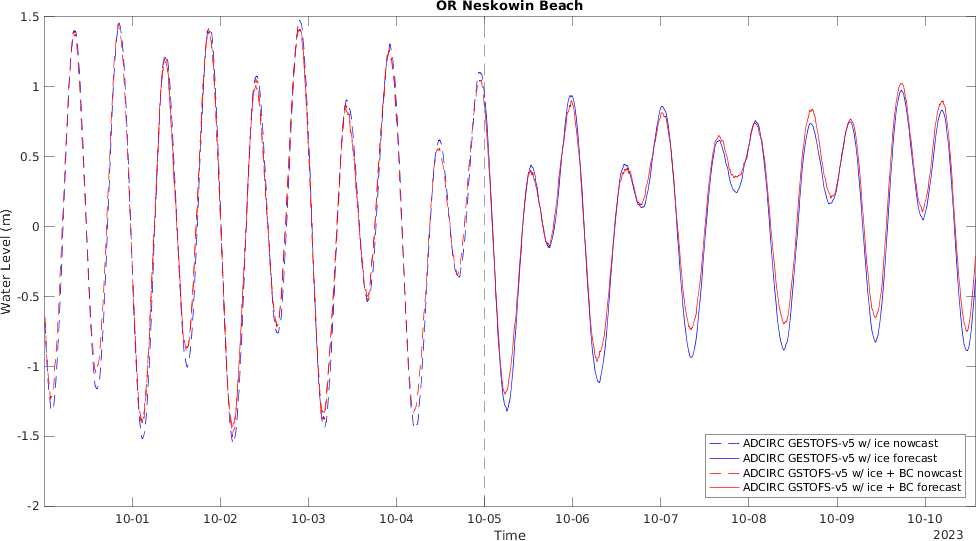 OR Neskowin Beach
Water Level (m)
1.5
1
0.5
0
-0.5
-1
-1.5
-2
10-01
10-02
10-03
10-04
10-05
10-06
10-07
10-08
10-09
10-10
Time
2023
ADCIRC GESTOFS-v5 w/ ice nowcast
ADCIRC GESTOFS-v5 w/ ice forecast
ADCIRC GSTOFS-v5 w/ ice + BC nowcast
ADCIRC GSTOFS-v5 w/ ice + BC forecast